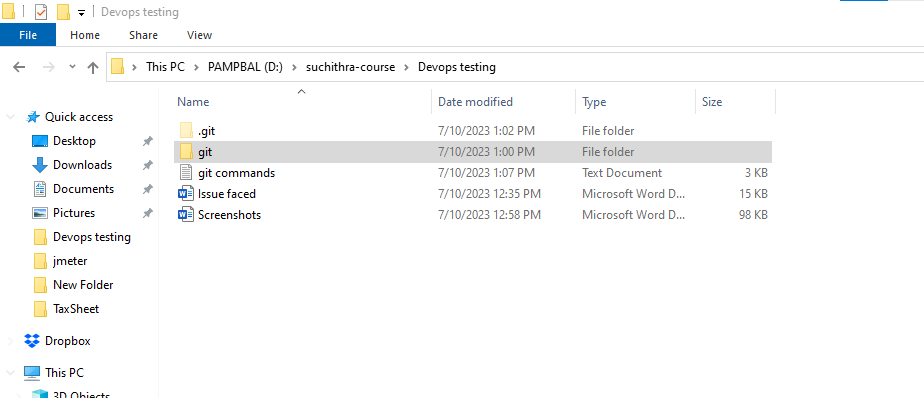 Devops testing
File Home Share View
This PC PAMPBAL (D:) suchithra-course Devops testing
Name Date modified Type Size
Quick access
Desktop
Downloads
Documents
Pictures
Devops testing
jmeter
New Folder
TaxSheet
Dropbox
This PC
3D Objects
.git 7/10/2023 1:02 PM File folder
git 7/10/2023 1:00 PM File folder
git commands 7/10/2023 1:07 PM Text Document 3 KB
Issue faced 7/10/2023 12:35 PM Microsoft Word D... 15 KB
Screenshots 7/10/2023 12:58 PM Microsoft Word D... 98 KB